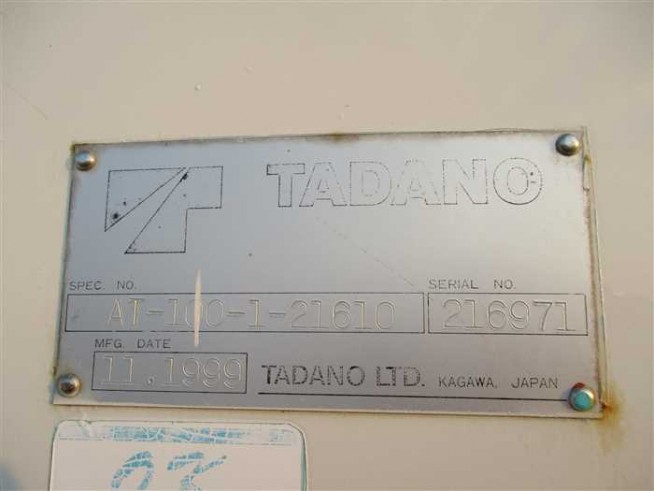 TADANO
SPEC. NO. SERIAL NO.
AT-100-1-21610 216971
MFG. DATE
11.1999 TADANO LTD. KAGAWA, JAPAN